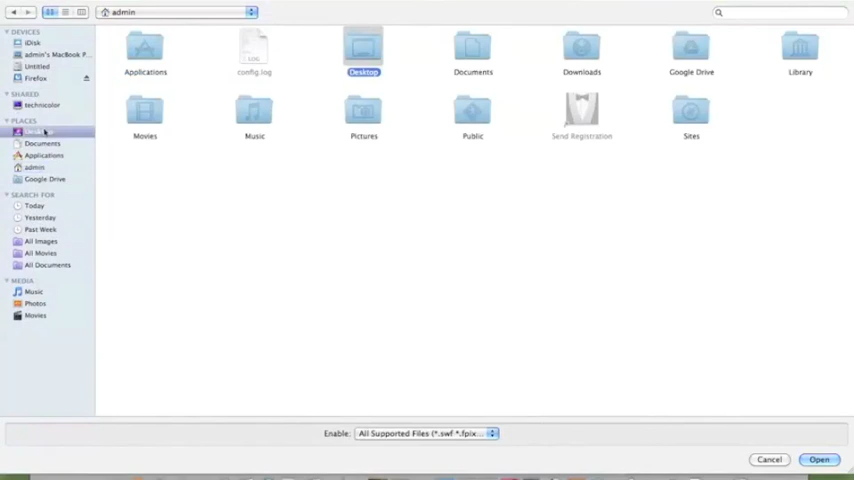 admin
DEVICES
iDisk
admin's MacBook P...
Untitled
Firefox
SHARED
technicolor
PLACES
Desktop
Documents
Applications
admin
Google Drive
SEARCH FOR
Today
Yesterday
Past Week
All Images
All Movies
All Documents
MEDIA
Music
Photos
Movies
LOG
Applications
config.log
Desktop
Documents
Downloads
Google Drive
Library
Movies
Music
Pictures
Public
Send Registration
Sites
Enable: All Supported Files (*.swf *.fpix...
Cancel
Open